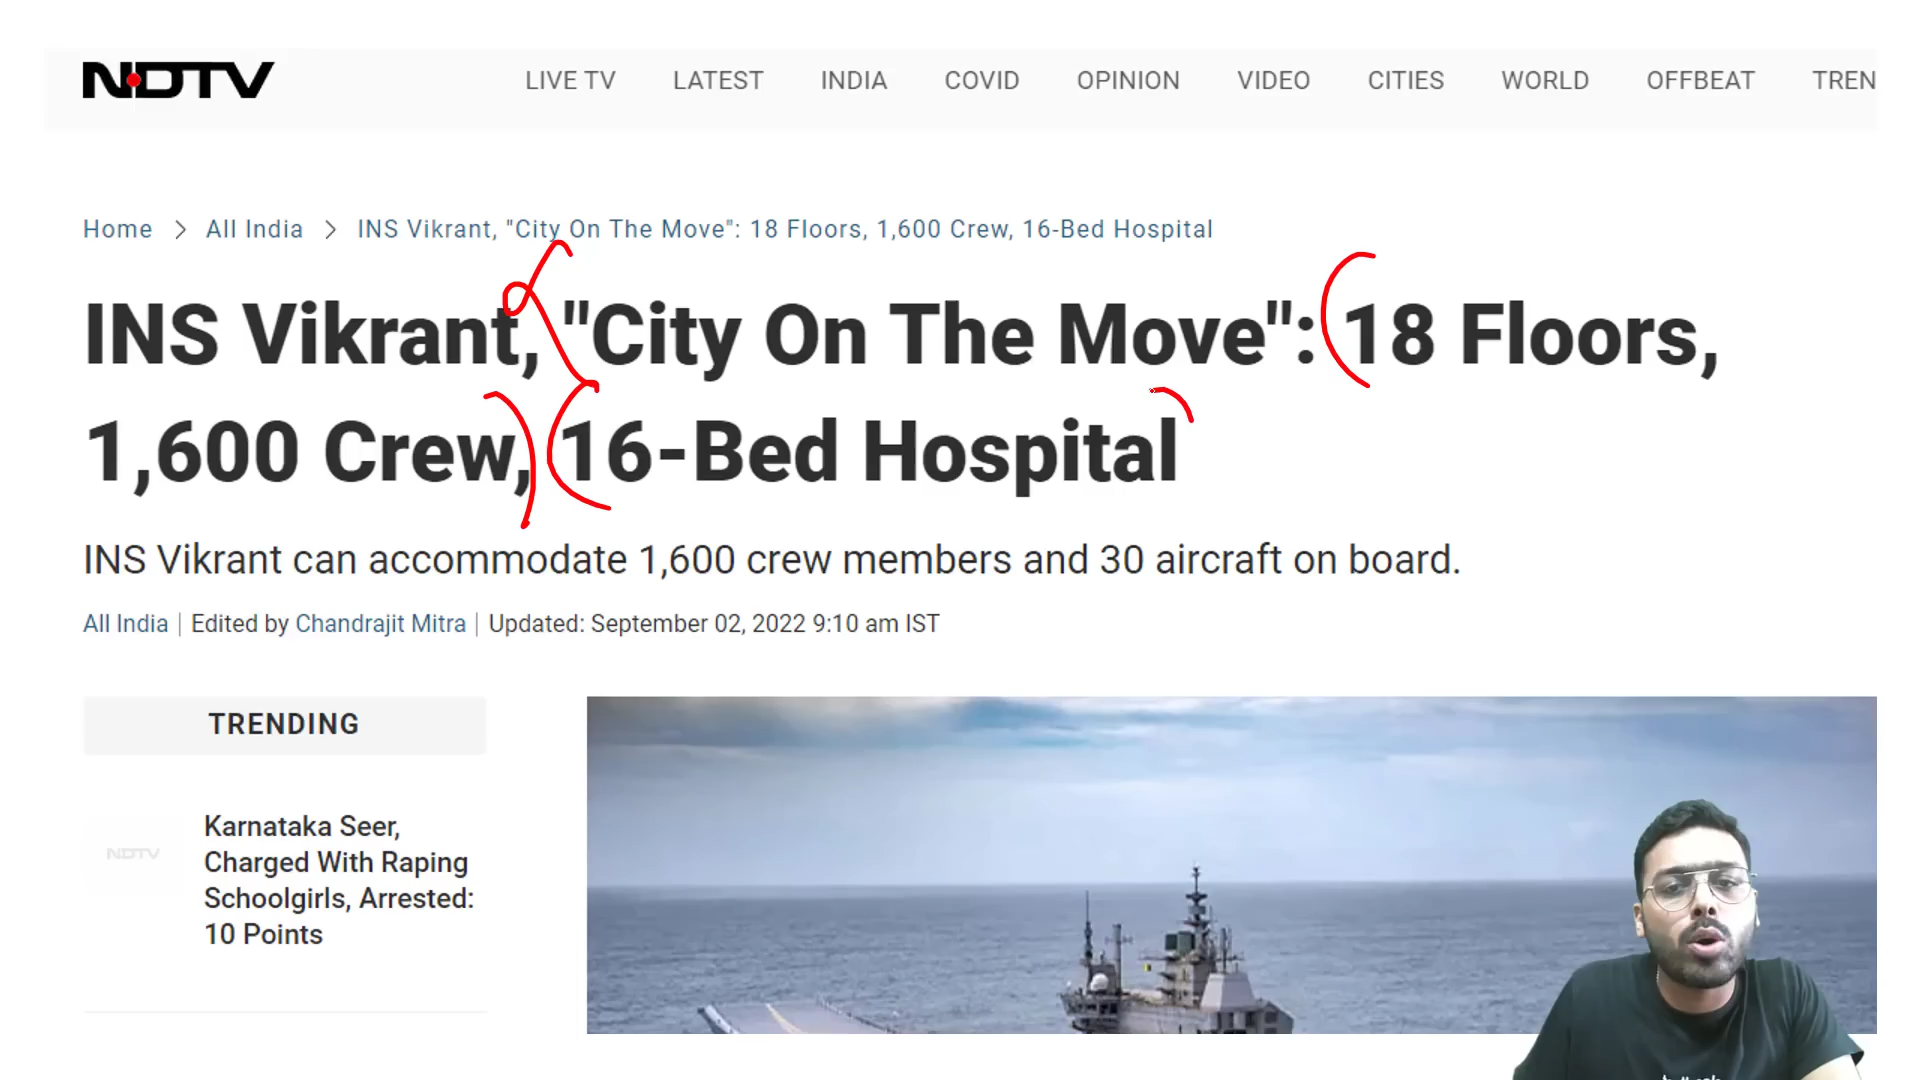 NDTV
LIVE TV LATEST INDIA COVID OPINION VIDEO CITIES WORLD OFFBEAT TREN
Home > All India > INS Vikrant, "City On The Move": 18 Floors, 1,600 Crew, 16-Bed Hospital
INS Vikrant, "City On The Move": 18 Floors,
1,600 Crew, 16-Bed Hospital
INS Vikrant can accommodate 1,600 crew members and 30 aircraft on board.
All India | Edited by Chandrajit Mitra | Updated: September 02, 2022 9:10 am IST
TRENDING
NDTV
Karnataka Seer,
Charged With Raping
Schoolgirls, Arrested:
10 Points